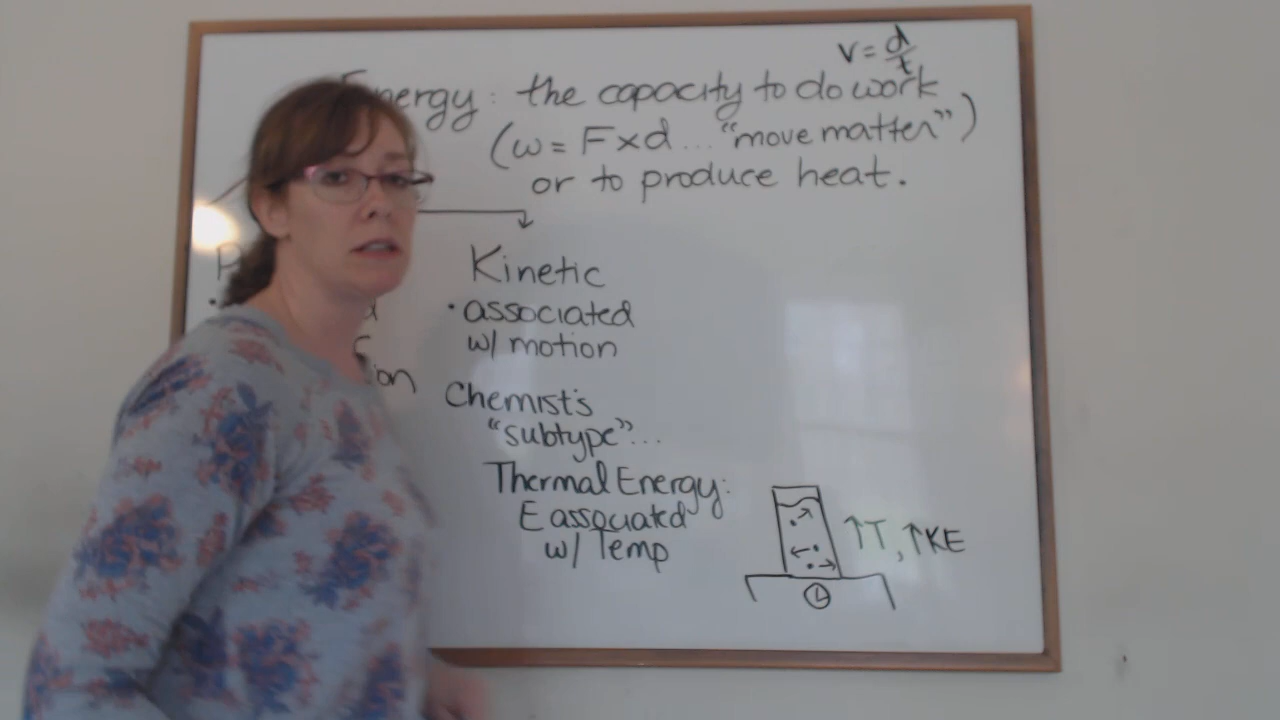 v = d/t
Energy: the capacity to do work
(w = F x d ... "move matter")
or to produce heat.
Kinetic
• associated
w/ motion
Chemist's
"subtype"...
Thermal Energy:
E associated
w/ Temp
↑T, ↑KE